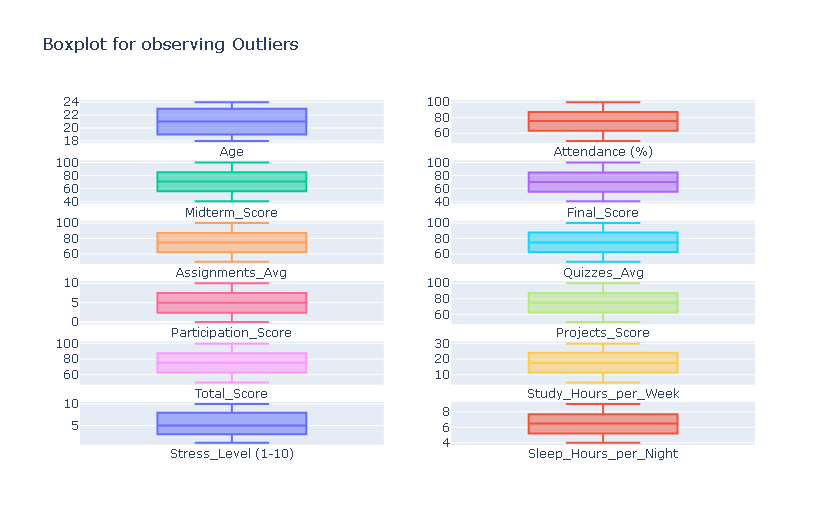 Boxplot for observing Outliers
24
22
20
18
Age
100
80
60
Attendance (%)
100
80
60
40
Midterm_Score
100
80
60
40
Final_Score
100
80
60
Assignments_Avg
100
80
60
Quizzes_Avg
10
5
0
Participation_Score
100
80
60
Projects_Score
100
80
60
Total_Score
30
20
10
Study_Hours_per_Week
10
5
Stress_Level (1-10)
8
6
4
Sleep_Hours_per_Night